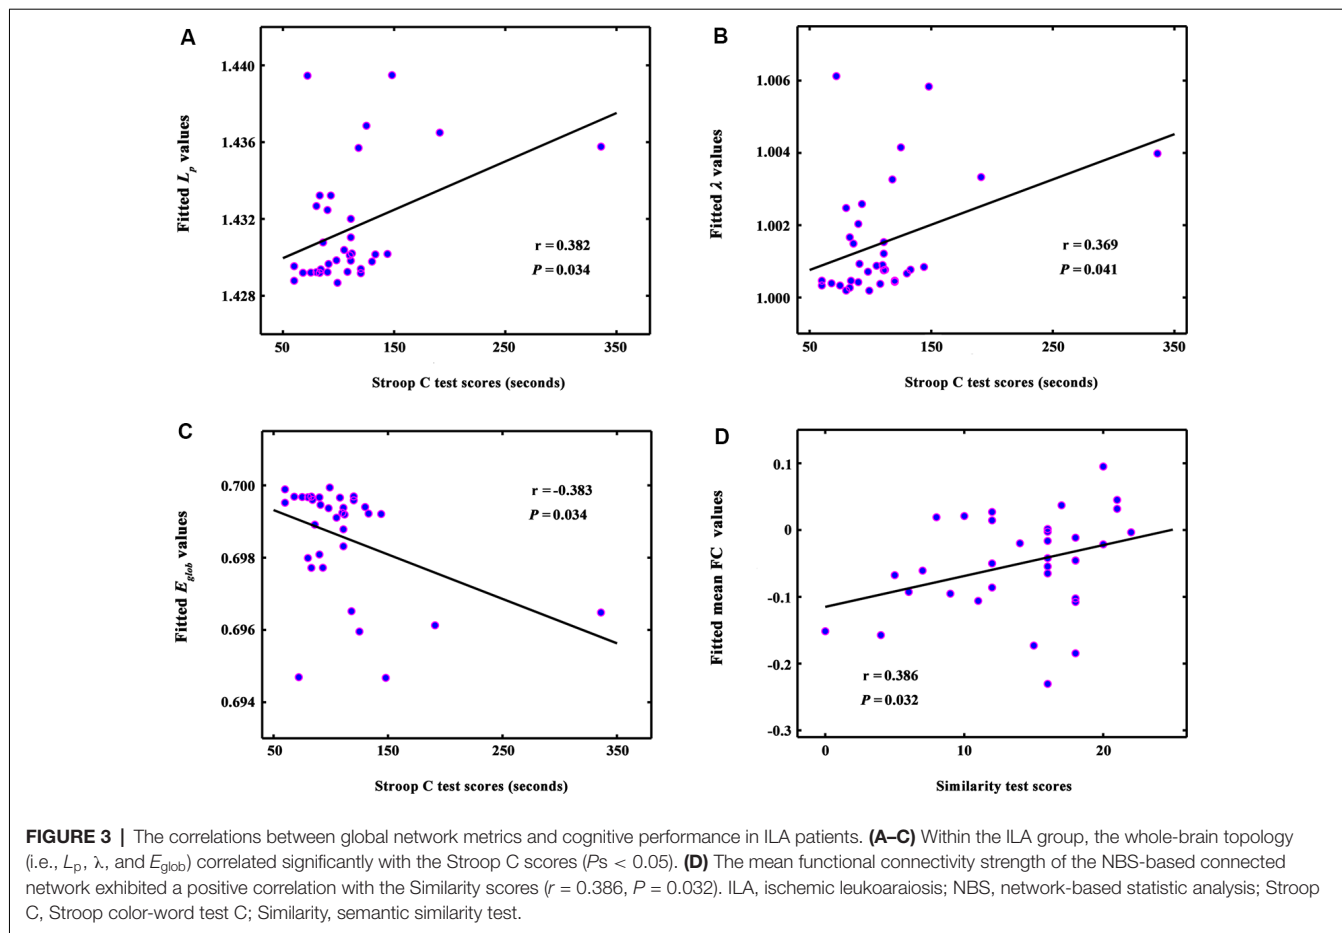 A
1.440
1.436
1.432
1.428
Fitted Lp values
r = 0.382
P = 0.034
50 150 250 350
Stroop C test scores (seconds)
B
1.006
1.004
1.002
1.000
Fitted λ values
r = 0.369
P = 0.041
50 150 250 350
Stroop C test scores (seconds)
C
0.700
0.698
0.696
0.694
Fitted Eglob values
r = -0.383
P = 0.034
50 150 250 350
Stroop C test scores (seconds)
D
0.1
0
-0.1
-0.2
-0.3
Fitted mean FC values
r = 0.386
P = 0.032
0 10 20
Similarity test scores
FIGURE 3 | The correlations between global network metrics and cognitive performance in ILA patients. (A–C) Within the ILA group, the whole-brain topology
(i.e., Lp, λ, and Eglob) correlated significantly with the Stroop C scores (Ps < 0.05). (D) The mean functional connectivity strength of the NBS-based connected
network exhibited a positive correlation with the Similarity scores (r = 0.386, P = 0.032). ILA, ischemic leukoaraiosis; NBS, network-based statistic analysis; Stroop
C, Stroop color-word test C; Similarity, semantic similarity test.